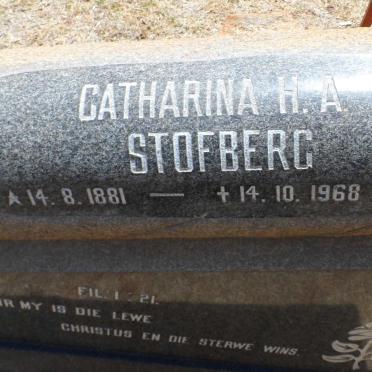 CATHARINA H. A.
STOFBERG
★ 14. 8. 1881 — ✝ 14. 10. 1968
FIL. 1 : 21.
MY IS DIE LEWE
CHRISTUS EN DIE STERWE WINS.